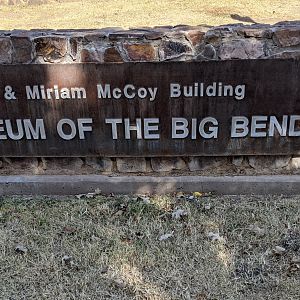 & Miriam McCoy Building
EUM OF THE BIG BEND